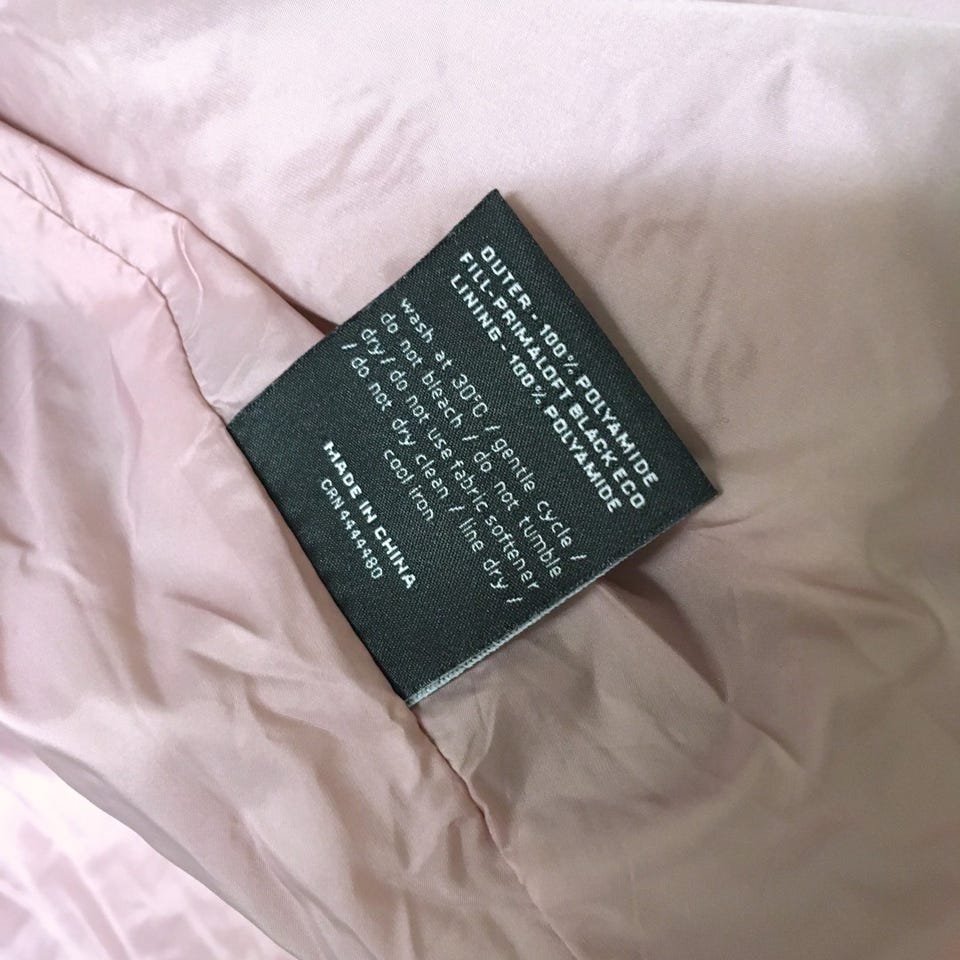 OUTER - 100% POLYAMIDE
FILL-PRIMALOFT BLACK ECO
LINING - 100% POLYAMIDE
wash at 30°C / gentle cycle /
do not bleach / do not tumble
dry / do not use fabric softener
/ do not dry clean / line dry /
cool iron.
MADE IN CHINA
CRN4444480